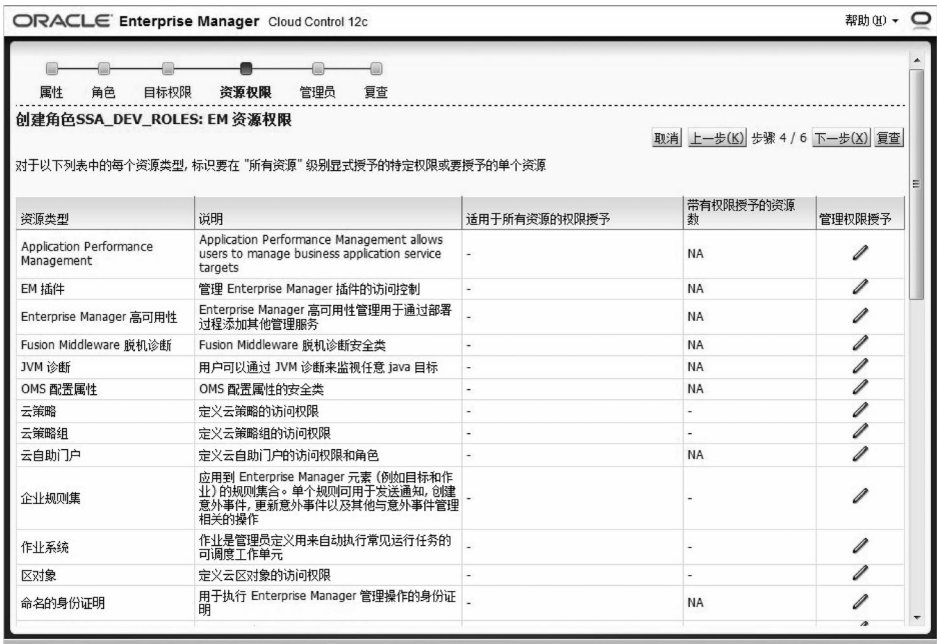 ORACLE Enterprise Manager Cloud Control 12c
帮助(H)
属性 角色 目标权限 资源权限 管理员 复查
创建角色SSA_DEV_ROLES: EM 资源权限
取消 上一步(K) 步骤 4 / 6 下一步(X) 复查
对于以下列表中的每个资源类型, 标识要在 "所有资源" 级别显式授予的特定权限或要授予的单个资源
资源类型 说明 适用于所有资源的权限授予 带有权限授予的资源
数 管理权限授予
Application Performance
Management
Application Performance Management allows
users to manage business application service
targets
- NA
EM 插件 管理 Enterprise Manager 插件的访问控制 - NA
Enterprise Manager 高可用性
Enterprise Manager 高可用性管理用于通过部署
过程添加其他管理服务
- NA
Fusion Middleware 脱机诊断 Fusion Middleware 脱机诊断安全类 - NA
JVM 诊断 用户可以通过 JVM 诊断来监视任意 java 目标 - NA
OMS 配置属性 OMS 配置属性的安全类 - NA
云策略 定义云策略的访问权限 - -
云策略组 定义云策略组的访问权限 - -
云自助门户 定义云自助门户的访问权限和角色 - NA
企业规则集
应用到 Enterprise Manager 元素 (例如目标和作
业) 的规则集合。单个规则可用于发送通知, 创建
意外事件, 更新意外事件以及其他与意外事件管理
相关的操作
- -
作业系统
作业是管理员定义用来自动执行常见运行任务的
可调度工作单元
- -
区对象 定义云区对象的访问权限 - -
命名的身份证明
用于执行 Enterprise Manager 管理操作的身份证
明
- NA